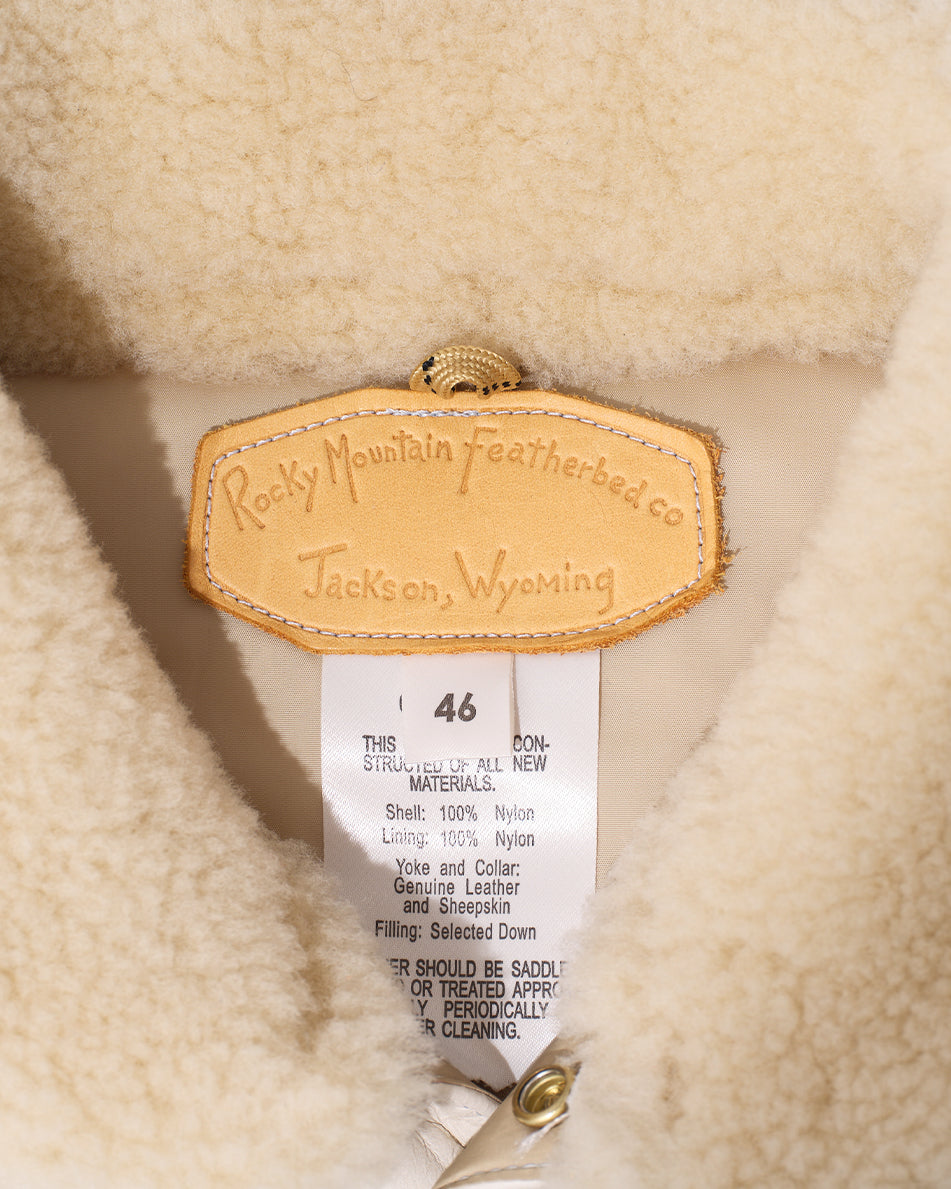 Rocky Mountain Featherbed.co
Jackson, Wyoming
46
THIS CON-
STRUCTED OF ALL NEW
MATERIALS.
Shell: 100% Nylon
Lining: 100% Nylon
Yoke and Collar:
Genuine Leather
and Sheepskin
Filling: Selected Down
SHOULD BE
OR TREATED
PERIODICALLY
CLEANING.